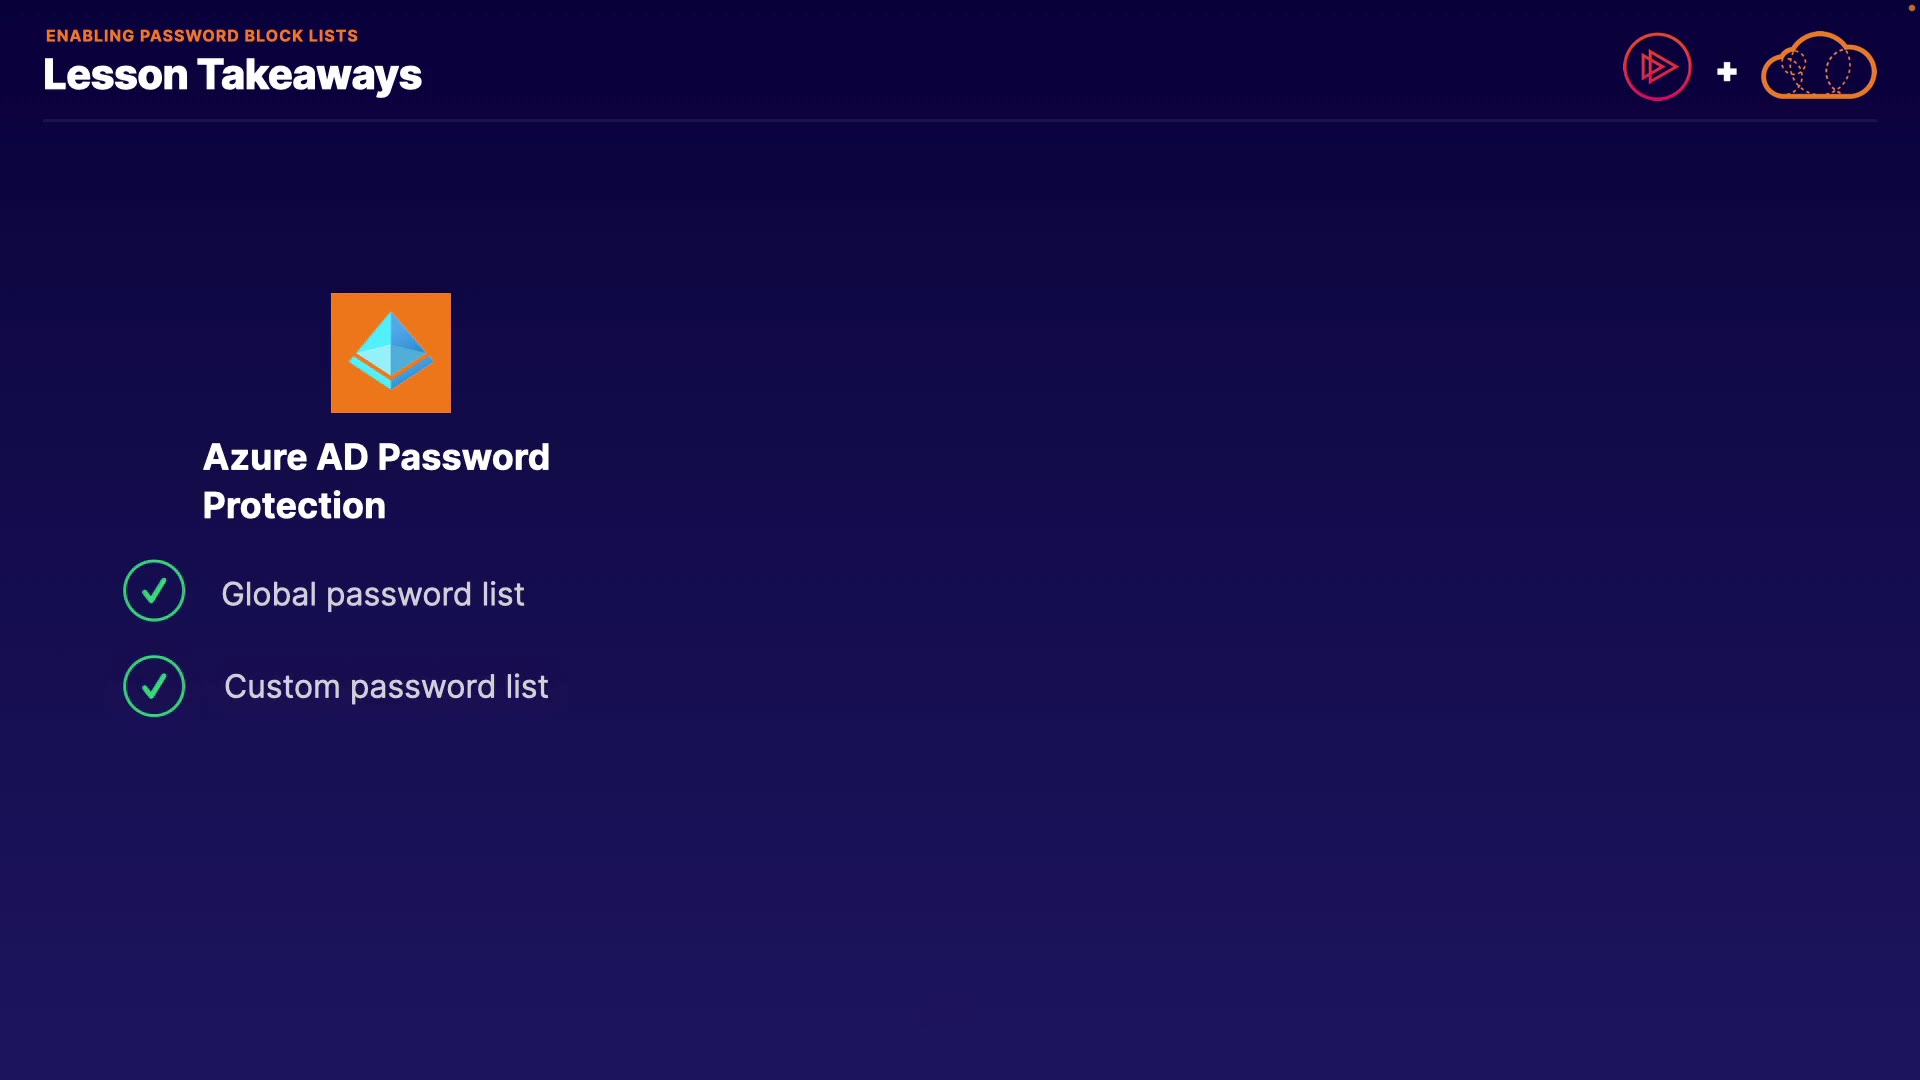 ENABLING PASSWORD BLOCK LISTS
Lesson Takeaways
Azure AD Password
Protection
Global password list
Custom password list